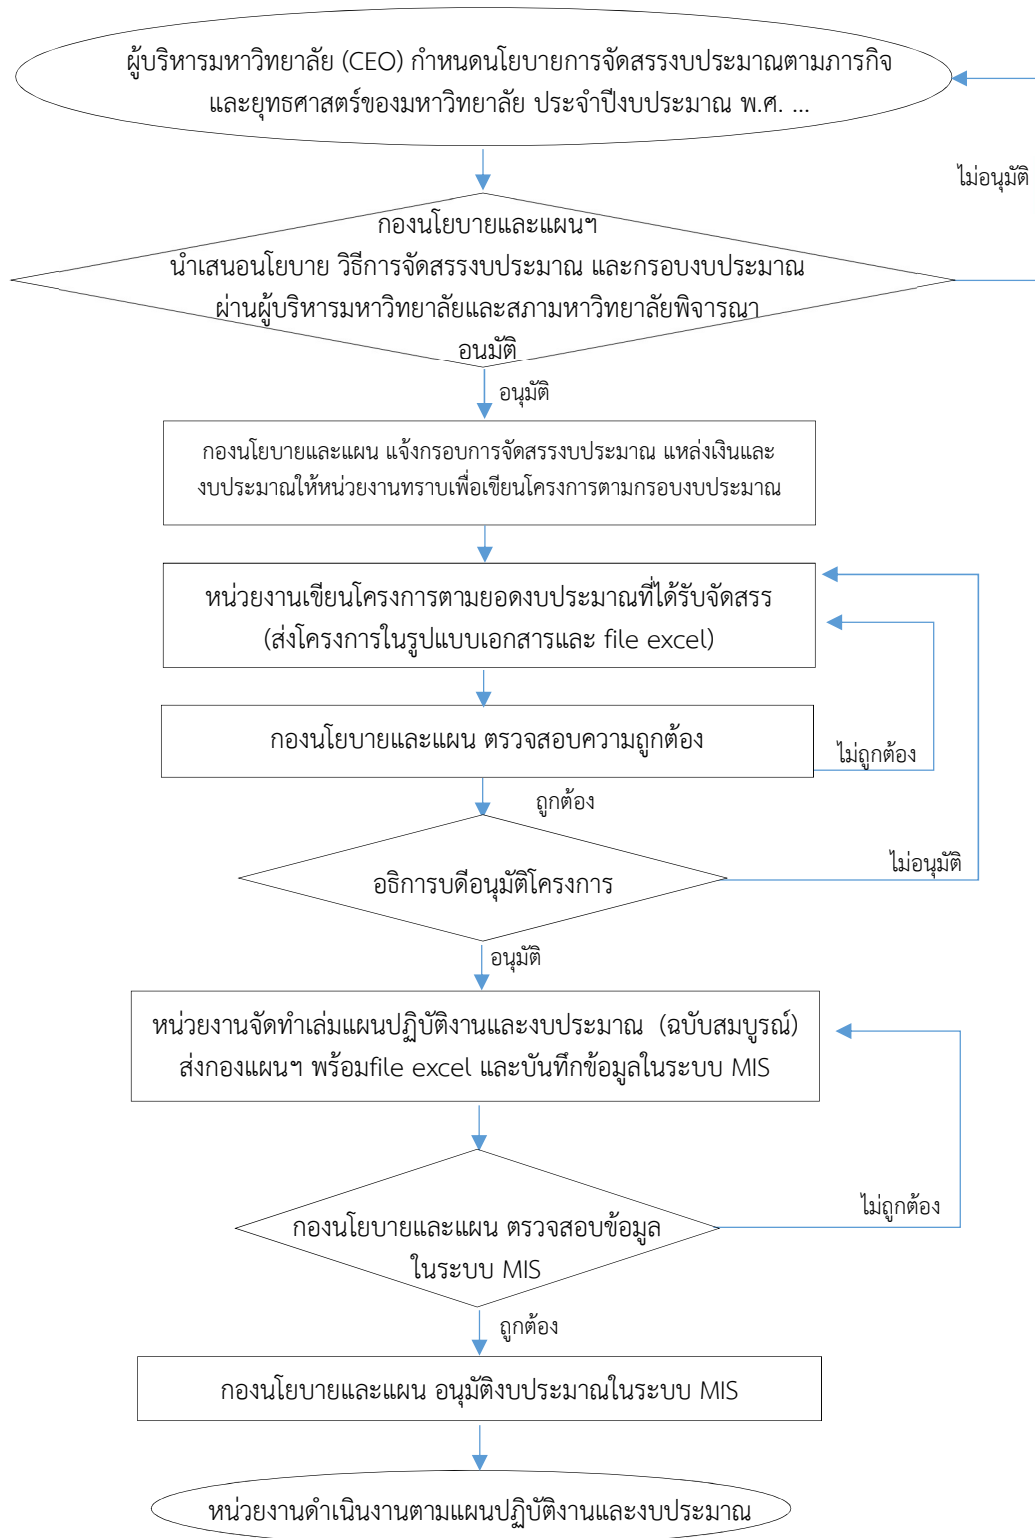 ผู้บริหารมหาวิทยาลัย (CEO) กำหนดนโยบายการจัดสรรงบประมาณตามภารกิจ
และยุทธศาสตร์ของมหาวิทยาลัย ประจำปีงบประมาณ พ.ศ. ...
ไม่อนุมัติ
กองนโยบายและแผนฯ
นำเสนอนโยบาย วิธีการจัดสรรงบประมาณ และกรอบงบประมาณ
ผ่านผู้บริหารมหาวิทยาลัยและสภามหาวิทยาลัยพิจารณา
อนุมัติ
อนุมัติ
กองนโยบายและแผน แจ้งกรอบการจัดสรรงบประมาณ แหล่งเงินและ
งบประมาณให้หน่วยงานทราบเพื่อเขียนโครงการตามกรอบงบประมาณ
หน่วยงานเขียนโครงการตามยอดงบประมาณที่ได้รับจัดสรร
(ส่งโครงการในรูปแบบเอกสารและ file excel)
กองนโยบายและแผน ตรวจสอบความถูกต้อง
ไม่ถูกต้อง
ถูกต้อง
ไม่อนุมัติ
อธิการบดีอนุมัติโครงการ
อนุมัติ
หน่วยงานจัดทำเล่มแผนปฏิบัติงานและงบประมาณ (ฉบับสมบูรณ์)
ส่งกองแผนฯ พร้อมfile excel และบันทึกข้อมูลในระบบ MIS
ไม่ถูกต้อง
กองนโยบายและแผน ตรวจสอบข้อมูล
ในระบบ MIS
ถูกต้อง
กองนโยบายและแผน อนุมัติงบประมาณในระบบ MIS
หน่วยงานดำเนินงานตามแผนปฏิบัติงานและงบประมาณ